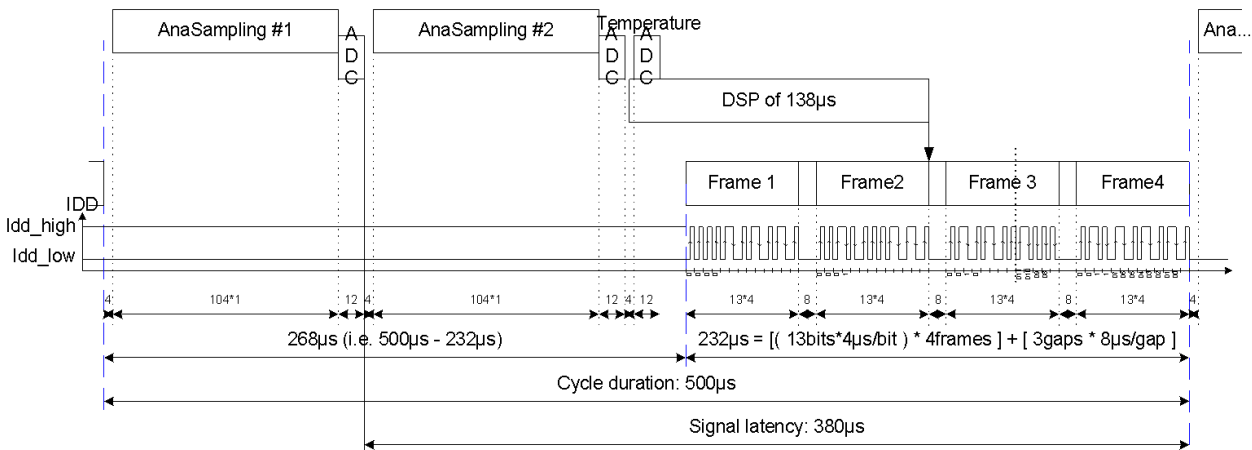 AnaSampling #1
ADC
AnaSampling #2
ADC
Temperature
ADC
Ana...
DSP of 138µs
Frame 1
Frame2
Frame 3
Frame4
IDD
Idd_high
Idd_low
4 104*1 12 4 104*1 12 4 12 13*4 8 13*4 8 13*4 8 13*4 4
268µs (i.e. 500µs - 232µs)
232µs = [( 13bits*4µs/bit ) * 4frames ] + [ 3gaps * 8µs/gap ]
Cycle duration: 500µs
Signal latency: 380µs